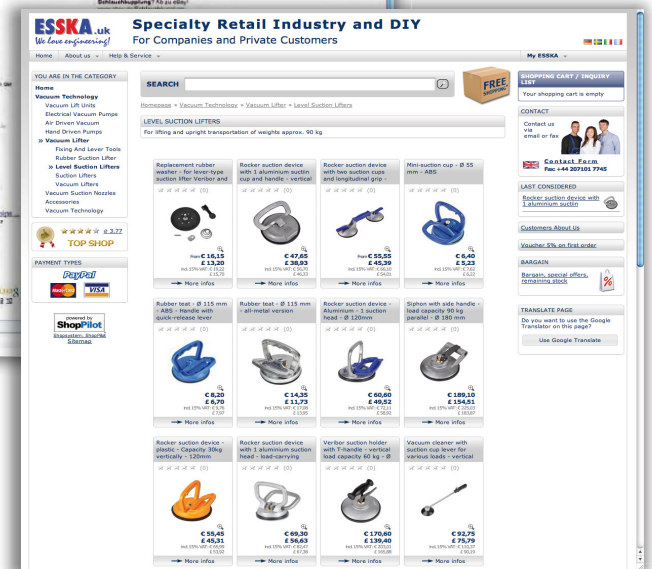 Schlauchkupplung?
ESSKA.uk
We love engineering!
Specialty Retail Industry and DIY
For Companies and Private Customers
Home About us Help & Service
My ESSKA
YOU ARE IN THE CATEGORY
Home
Vacuum Technology
Vacuum Lift Units
Electrical Vacuum Pumps
Air Driven Vacuum
Hand Driven Pumps
» Vacuum Lifter
Fixing And Lever Tools
Rubber Suction Lifter
» Level Suction Lifters
Suction Lifters
Vacuum Lifters
Vacuum Suction Nozzles
Accessories
Vacuum Technology
ø 3,77
TOP SHOP
PAYMENT TYPES
PayPal
MasterCard VISA
powered by
ShopPilot
Shopsystem: ShopPilot
Sitemap
SEARCH
FREE
SHIPPING
Homepage » Vacuum Technology » Vacuum Lifter » Level Suction Lifters
LEVEL SUCTION LIFTERS
For lifting and upright transportation of weights approx. 90 kg
Replacement rubber
washer - for lever-type
suction lifter Veribor and
(0)
from € 16,15
£ 13,20
More infos
Rocker suction device
with 1 aluminium suctin
cup and handle - vertical
(0)
€ 47,65
£ 38,93
More infos
Rocker suction device
with two suction cups
and longitudinal grip -
(0)
from € 55,55
£ 45,39
More infos
Mini-suction cup - Ø 55
mm - ABS
(0)
€ 6,40
£ 5,23
More infos
Rubber teat - Ø 115 mm
- ABS - Handle with
quick-release lever
(0)
€ 8,20
£ 6,70
More infos
Rubber teat - Ø 115 mm
- all-metal version
(0)
€ 14,35
£ 11,73
More infos
Rocker suction device -
Aluminium - 1 suction
head - Ø 120mm
(0)
€ 60,60
£ 49,52
More infos
Siphon with side handle -
load capacity 90 kg
parallel - Ø 180 mm
(0)
€ 189,10
£ 154,51
More infos
Rocker suction device -
plastic - Capacity 30kg
vertically - 120mm
(0)
€ 55,45
£ 45,31
More infos
Rocker suction device
with 1 aluminium suction
head - load-carrying
(0)
€ 69,30
£ 56,63
More infos
Veribor suction holder
with T-handle - vertical
load capacity 60 kg - Ø
(0)
€ 170,60
£ 139,40
More infos
Vacuum cleaner with
suction cup lever for
various loads - vertical
(0)
€ 92,75
£ 75,79
More infos
SHOPPING CART / INQUIRY
LIST
Your shopping cart is empty
CONTACT
Contact us
via
email or fax
Contact Form
Fax: ++44 207101 7745
LAST CONSIDERED
Rocker suction device with
1 aluminium suctin
Customers About Us
Voucher 5% on first order
BARGAIN
Bargain, special offers,
remaining stock
%
TRANSLATE PAGE
Do you want to use the Google
Translator on this page?
Use Google Translate